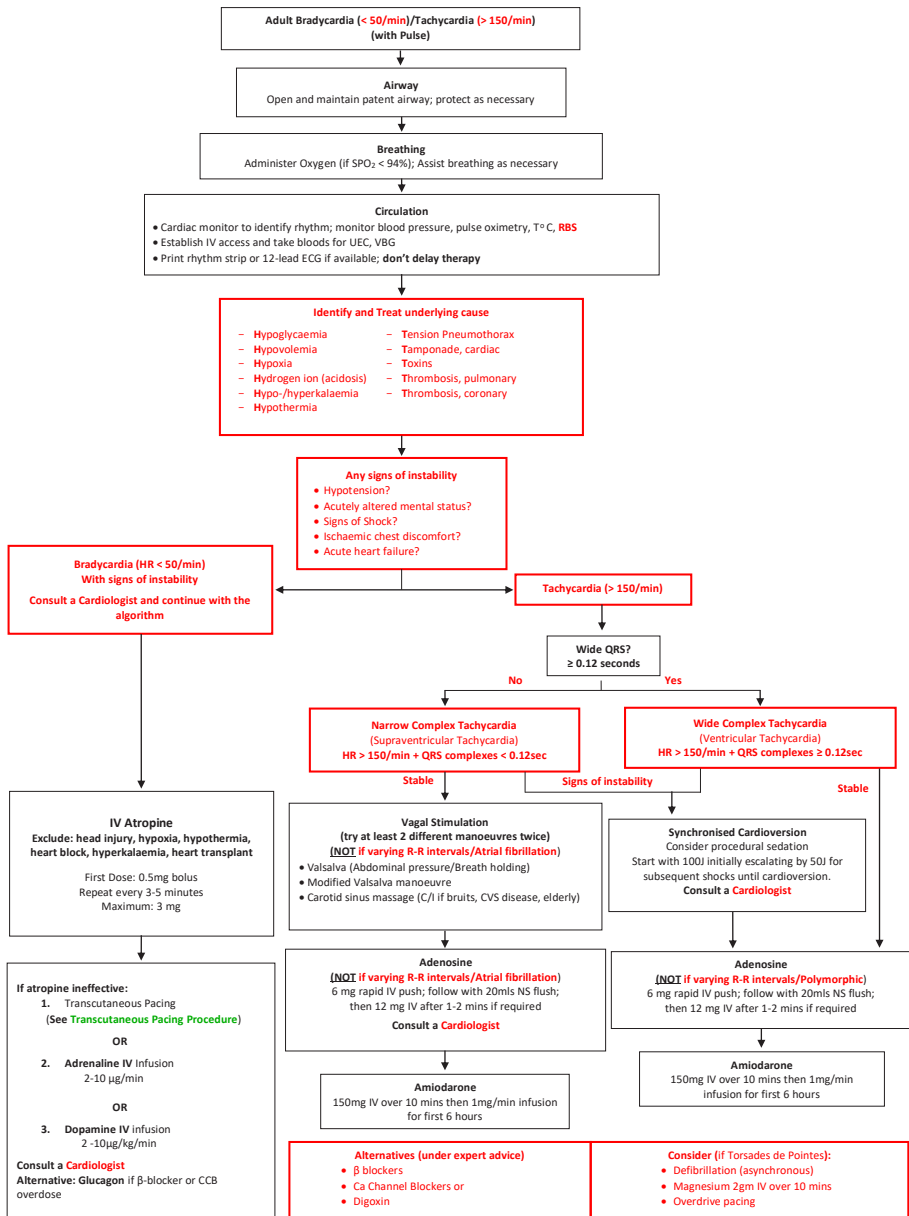 Adult Bradycardia (< 50/min)/Tachycardia (> 150/min)
(with Pulse)
Airway
Open and maintain patent airway; protect as necessary
Breathing
Administer Oxygen (if SPO₂ < 94%); Assist breathing as necessary
Circulation
• Cardiac monitor to identify rhythm; monitor blood pressure, pulse oximetry, T° C, RBS
• Establish IV access and take bloods for UEC, VBG
• Print rhythm strip or 12-lead ECG if available; don't delay therapy
Identify and Treat underlying cause
− Hypoglycaemia
− Hypovolemia
− Hypoxia
− Hydrogen ion (acidosis)
− Hypo-/hyperkalaemia
− Hypothermia
− Tension Pneumothorax
− Tamponade, cardiac
− Toxins
− Thrombosis, pulmonary
− Thrombosis, coronary
Any signs of instability
• Hypotension?
• Acutely altered mental status?
• Signs of Shock?
• Ischaemic chest discomfort?
• Acute heart failure?
Bradycardia (HR < 50/min)
With signs of instability
Consult a Cardiologist and continue with the
algorithm
Tachycardia (> 150/min)
Wide QRS?
≥ 0.12 seconds
No
Yes
Narrow Complex Tachycardia
(Supraventricular Tachycardia)
HR > 150/min + QRS complexes < 0.12sec
Wide Complex Tachycardia
(Ventricular Tachycardia)
HR > 150/min + QRS complexes ≥ 0.12sec
Stable
Signs of instability
Stable
IV Atropine
Exclude: head injury, hypoxia, hypothermia,
heart block, hyperkalaemia, heart transplant
First Dose: 0.5mg bolus
Repeat every 3-5 minutes
Maximum: 3 mg
Vagal Stimulation
(try at least 2 different manoeuvres twice)
(NOT if varying R-R intervals/Atrial fibrillation)
• Valsalva (Abdominal pressure/Breath holding)
• Modified Valsalva manoeuvre
• Carotid sinus massage (C/I if bruits, CVS disease, elderly)
Synchronised Cardioversion
Consider procedural sedation
Start with 100J initially escalating by 50J for
subsequent shocks until cardioversion.
Consult a Cardiologist
If atropine ineffective:
1. Transcutaneous Pacing
(See Transcutaneous Pacing Procedure)
OR
2. Adrenaline IV Infusion
2-10 µg/min
OR
3. Dopamine IV infusion
2 -10µg/kg/min
Consult a Cardiologist
Alternative: Glucagon if β-blocker or CCB
overdose
Adenosine
(NOT if varying R-R intervals/Atrial fibrillation)
6 mg rapid IV push; follow with 20mls NS flush;
then 12 mg IV after 1-2 mins if required
Consult a Cardiologist
Adenosine
(NOT if varying R-R intervals/Polymorphic)
6 mg rapid IV push; follow with 20mls NS flush;
then 12 mg IV after 1-2 mins if required
Amiodarone
150mg IV over 10 mins then 1mg/min infusion
for first 6 hours
Amiodarone
150mg IV over 10 mins then 1mg/min
infusion for first 6 hours
Alternatives (under expert advice)
• β blockers
• Ca Channel Blockers or
• Digoxin
Consider (if Torsades de Pointes):
• Defibrillation (asynchronous)
• Magnesium 2gm IV over 10 mins
• Overdrive pacing